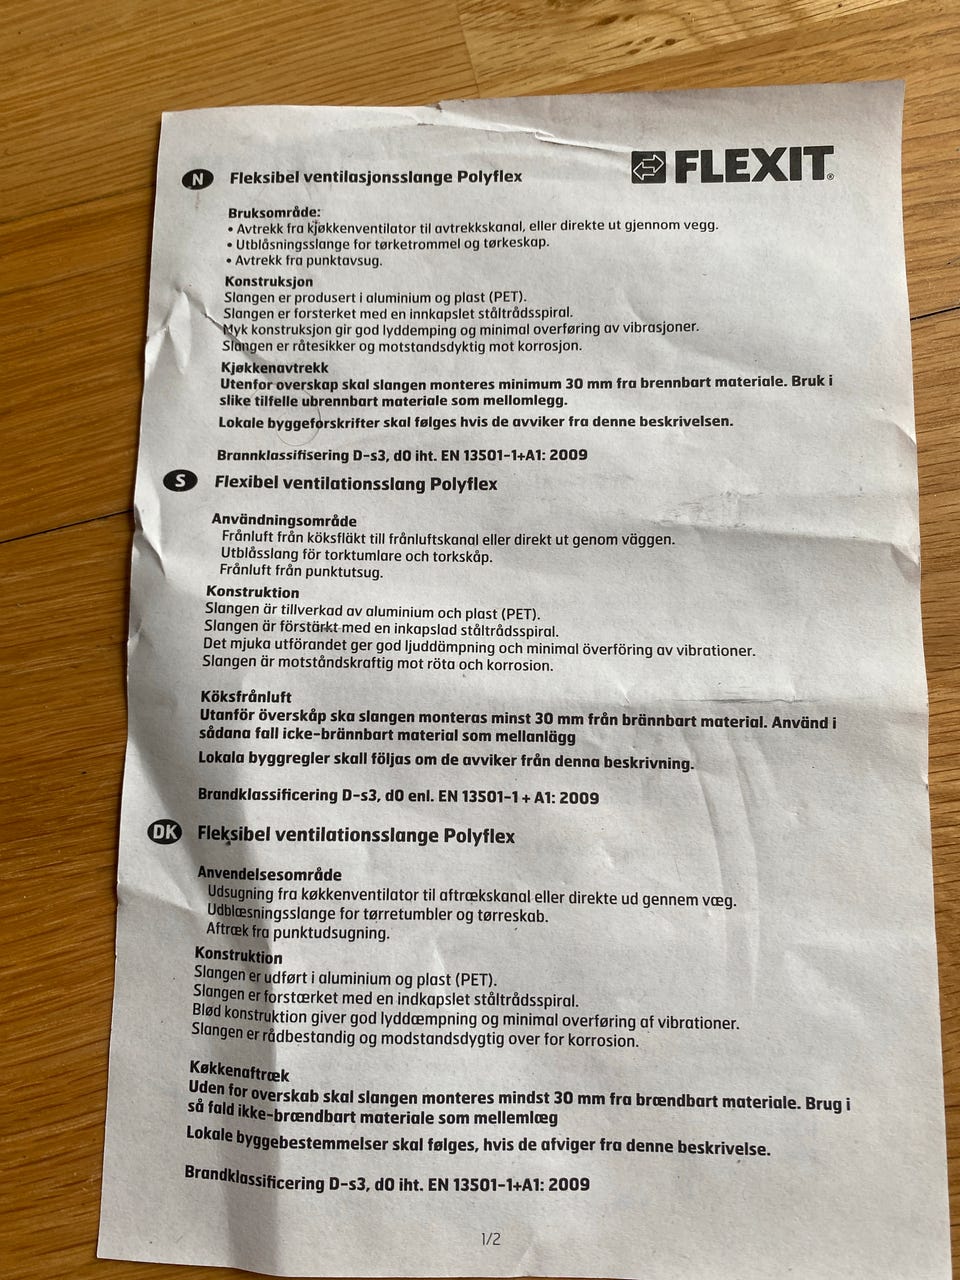 FLEXIT®
N Fleksibel ventilasjonsslange Polyflex
Bruksområde:
• Avtrekk fra kjøkkenventilator til avtrekkskanal, eller direkte ut gjennom vegg.
• Utblåsningsslange for tørketrommel og tørkeskap.
• Avtrekk fra punktavsug.
Konstruksjon
Slangen er produsert i aluminium og plast (PET).
Slangen er forsterket med en innkapslet ståltrådsspiral.
Myk konstruksjon gir god lyddemping og minimal overføring av vibrasjoner.
Slangen er råtesikker og motstandsdyktig mot korrosjon.
Kjøkkenavtrekk
Utenfor overskap skal slangen monteres minimum 30 mm fra brennbart materiale. Bruk i
slike tilfelle ubrennbart materiale som mellomlegg.
Lokale byggeforskrifter skal følges hvis de avviker fra denne beskrivelsen.
Brannklassifisering D-s3, d0 iht. EN 13501-1+A1: 2009
S Flexibel ventilationsslang Polyflex
Användningsområde
Frånluft från köksfläkt till frånluftskanal eller direkt ut genom väggen.
Utblåsslang för torktumlare och torkskåp.
Frånluft från punktutsug.
Konstruktion
Slangen är tillverkad av aluminium och plast (PET).
Slangen är förstärkt med en inkapslad ståltrådsspiral.
Det mjuka utförandet ger god ljuddämpning och minimal överföring av vibrationer.
Slangen är motståndskraftig mot röta och korrosion.
Köksfrånluft
Utanför överskåp ska slangen monteras minst 30 mm från brännbart material. Använd i
sådana fall icke-brännbart material som mellanlägg
Lokala byggregler skall följas om de avviker från denna beskrivning.
Brandklassificering D-s3, d0 enl. EN 13501-1 + A1: 2009
DK Fleksibel ventilationsslange Polyflex
Anvendelsesområde
Udsugning fra køkkenventilator til aftrækskanal eller direkte ud gennem væg.
Udblæsningsslange for tørretumbler og tørreskab.
Aftræk fra punktudsugning.
Konstruktion
Slangen er udført i aluminium og plast (PET).
Slangen er forstærket med en indkapslet ståltrådsspiral.
Blød konstruktion giver god lyddæmpning og minimal overføring af vibrationer.
Slangen er rådbestandig og modstandsdygtig over for korrosion.
Køkkenaftræk
Uden for overskab skal slangen monteres mindst 30 mm fra brændbart materiale. Brug i
så fald ikke-brændbart materiale som mellemlæg
Lokale byggebestemmelser skal følges, hvis de afviger fra denne beskrivelse.
Brandklassificering D-s3, d0 iht. EN 13501-1+A1: 2009
1/2